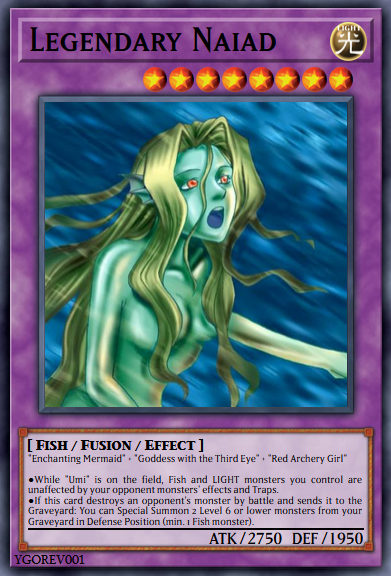 Legendary Naiad
LIGHT
光
[ Fish / Fusion / Effect ]
"Enchanting Mermaid" + "Goddess with the Third Eye" + "Red Archery Girl"
●While "Umi" is on the field, Fish and LIGHT monsters you control are
unaffected by your opponent monsters' effects and Traps.
●If this card destroys an opponent's monster by battle and sends it to the
Graveyard: You can Special Summon 2 Level 6 or lower monsters from
your Graveyard in Defense Position (min. 1 Fish monster).
ATK / 2750 DEF / 1950
YGOREV001